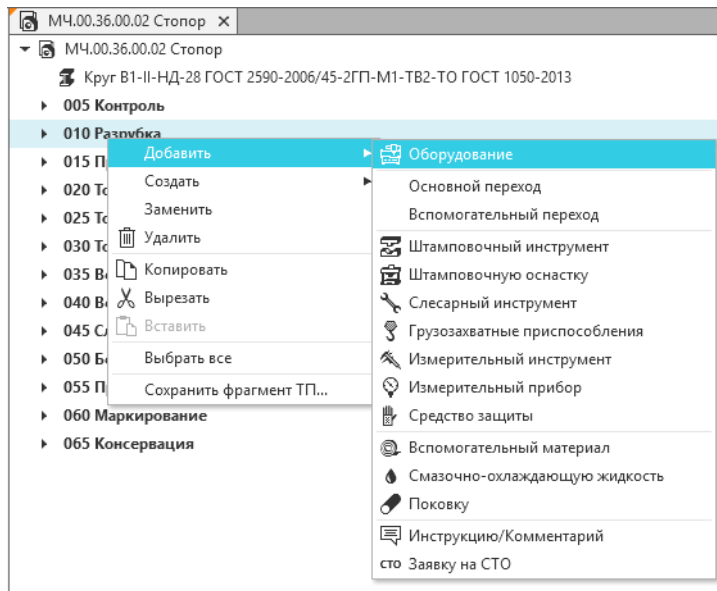 МЧ.00.36.00.02 Стопор
МЧ.00.36.00.02 Стопор
Круг В1-II-НД-28 ГОСТ 2590-2006/45-2ГП-М1-ТВ2-ТО ГОСТ 1050-2013
005 Контроль
010 Разрубка
015
020
025
030
035
040
045
050
055
060 Маркирование
065 Консервация
Добавить
Создать
Заменить
Удалить
Копировать
Вырезать
Вставить
Выбрать все
Сохранить фрагмент ТП...
Оборудование
Основной переход
Вспомогательный переход
Штамповочный инструмент
Штамповочную оснастку
Слесарный инструмент
Грузозахватные приспособления
Измерительный инструмент
Измерительный прибор
Средство защиты
Вспомогательный материал
Смазочно-охлаждающую жидкость
Поковку
Инструкцию/Комментарий
СТО Заявку на СТО